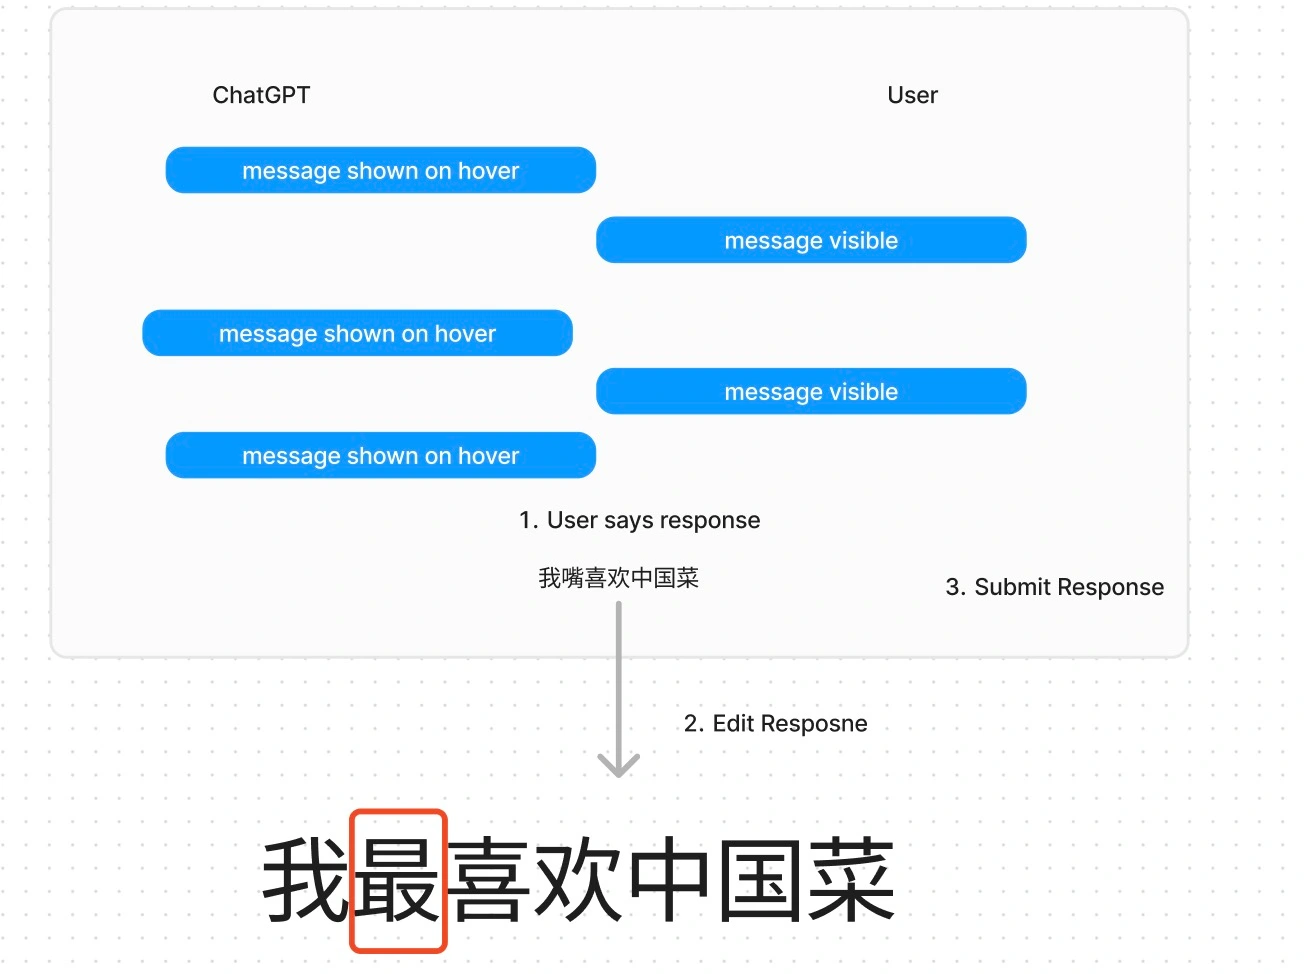 ChatGPT
User
message shown on hover
message visible
message shown on hover
message visible
message shown on hover
1. User says response
我嘴喜欢中国菜
3. Submit Response
2. Edit Resposne
我最喜欢中国菜